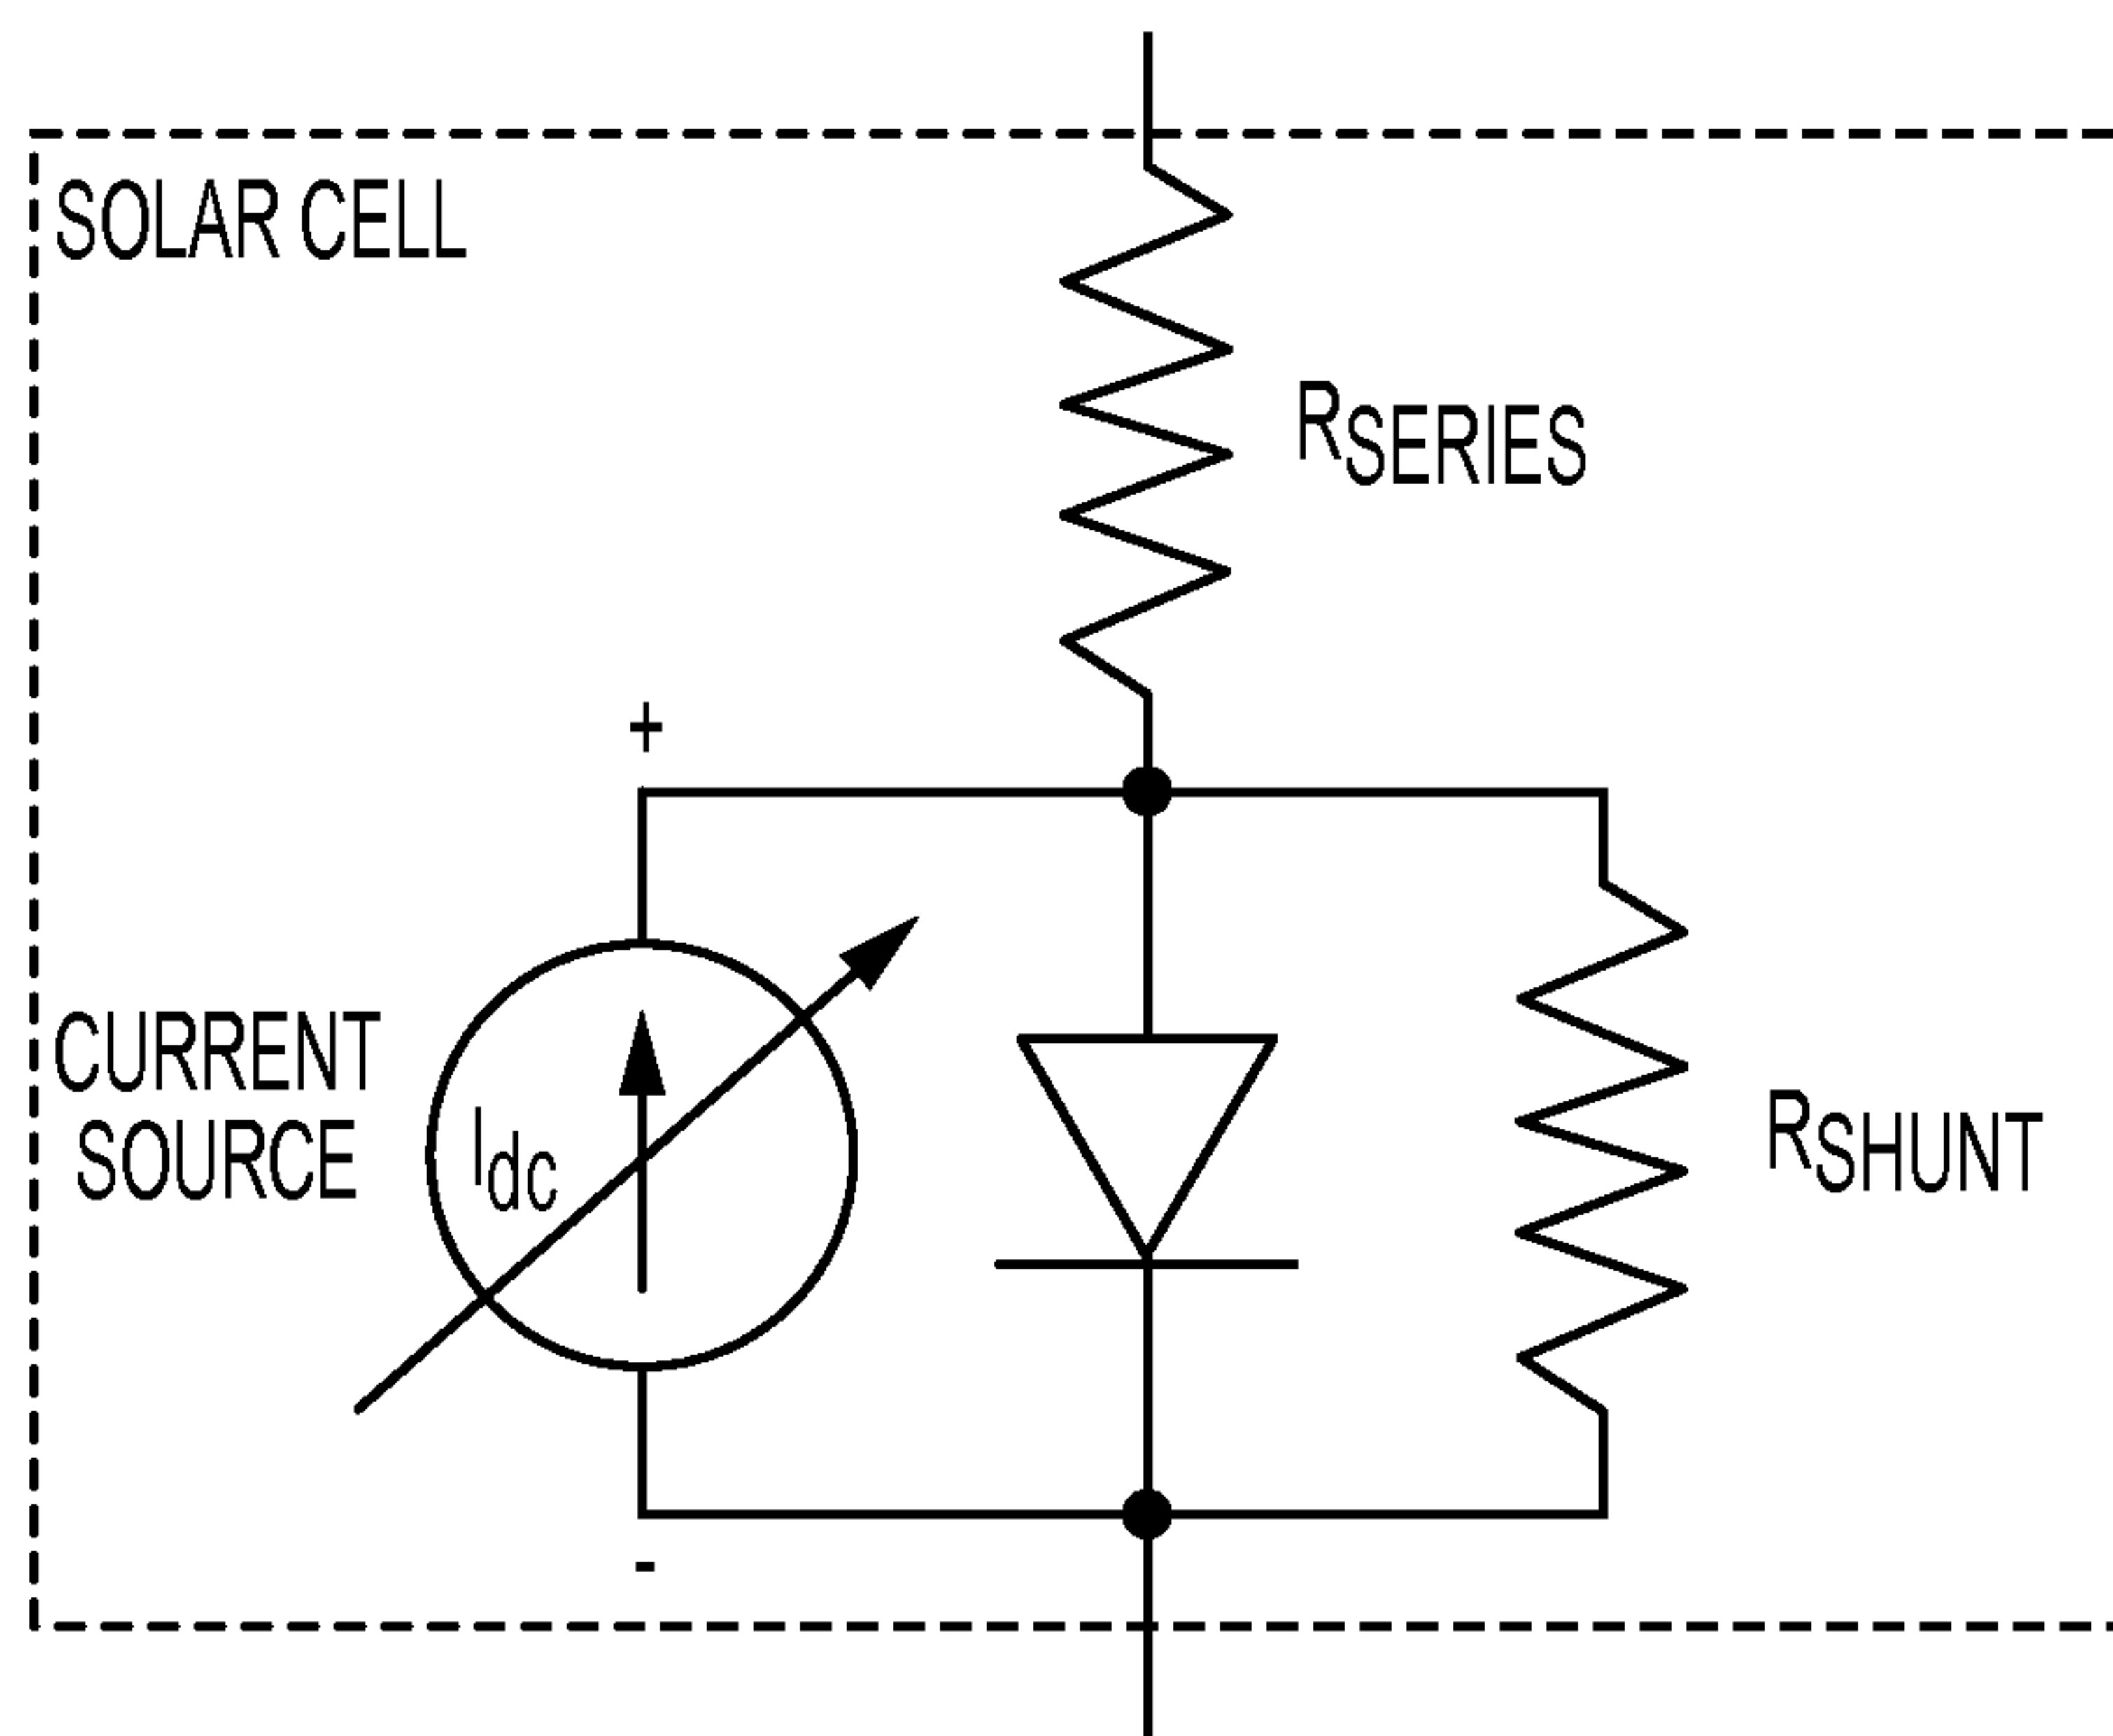 SOLAR CELL
RSERIES
+
CURRENT
SOURCE
Idc
RSHUNT
-